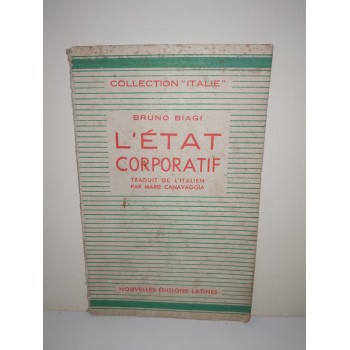 COLLECTION "ITALIE"
BRUNO BIAGI
L'ÉTAT
CORPORATIF
TRADUIT DE L'ITALIEN
PAR MARIE CANAVAGGIA
NOUVELLES ÉDITIONS LATINES